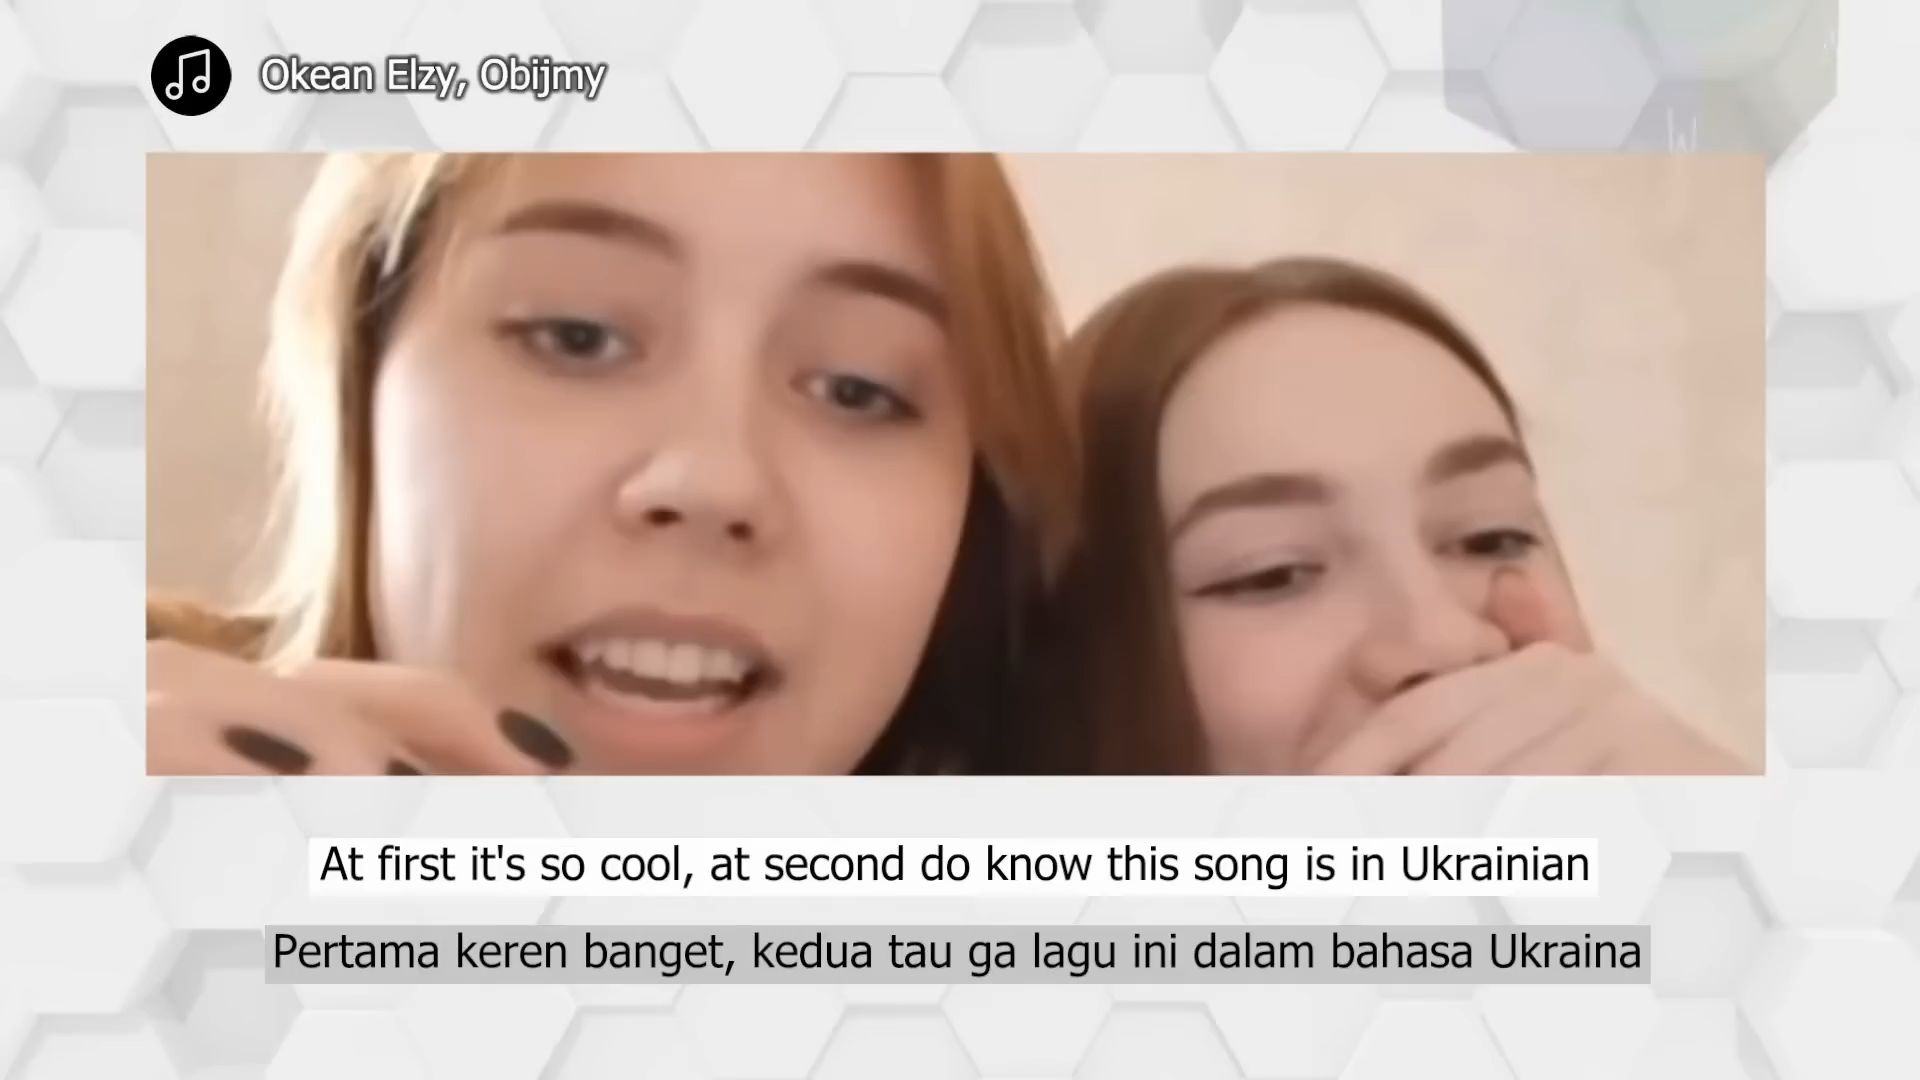 Okean Elzy, Obijmy
At first it's so cool, at second do know this song is in Ukrainian
Pertama keren banget, kedua tau ga lagu ini dalam bahasa Ukraina